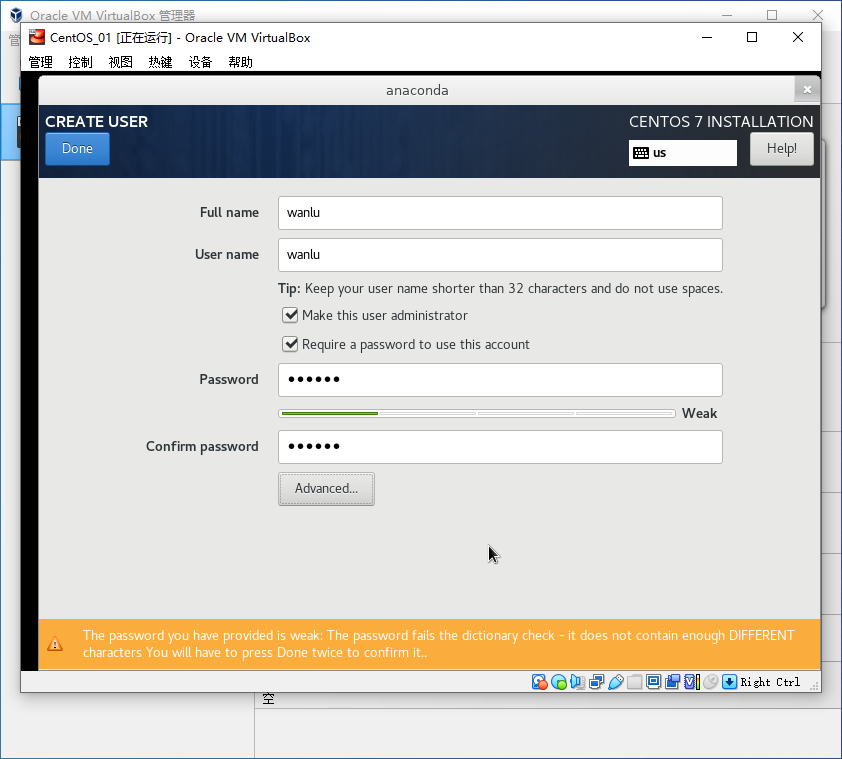 Oracle VM VirtualBox 管理器
CentOS_01 [正在运行] - Oracle VM VirtualBox
管理 控制 视图 热键 设备 帮助
anaconda
CREATE USER
CENTOS 7 INSTALLATION
Done
us
Help!
Full name
wanlu
User name
wanlu
Tip: Keep your user name shorter than 32 characters and do not use spaces.
Make this user administrator
Require a password to use this account
Password
••••••
Weak
Confirm password
••••••
Advanced...
The password you have provided is weak: The password fails the dictionary check - it does not contain enough DIFFERENT
characters You will have to press Done twice to confirm it..
Right Ctrl
空